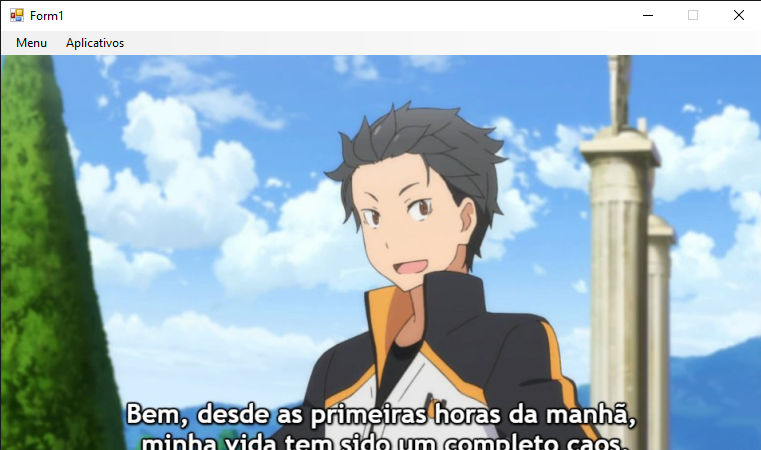 Form1
Menu Aplicativos
Bem, desde as primeiras horas da manhã,
minha vida tem sido um completo caos.